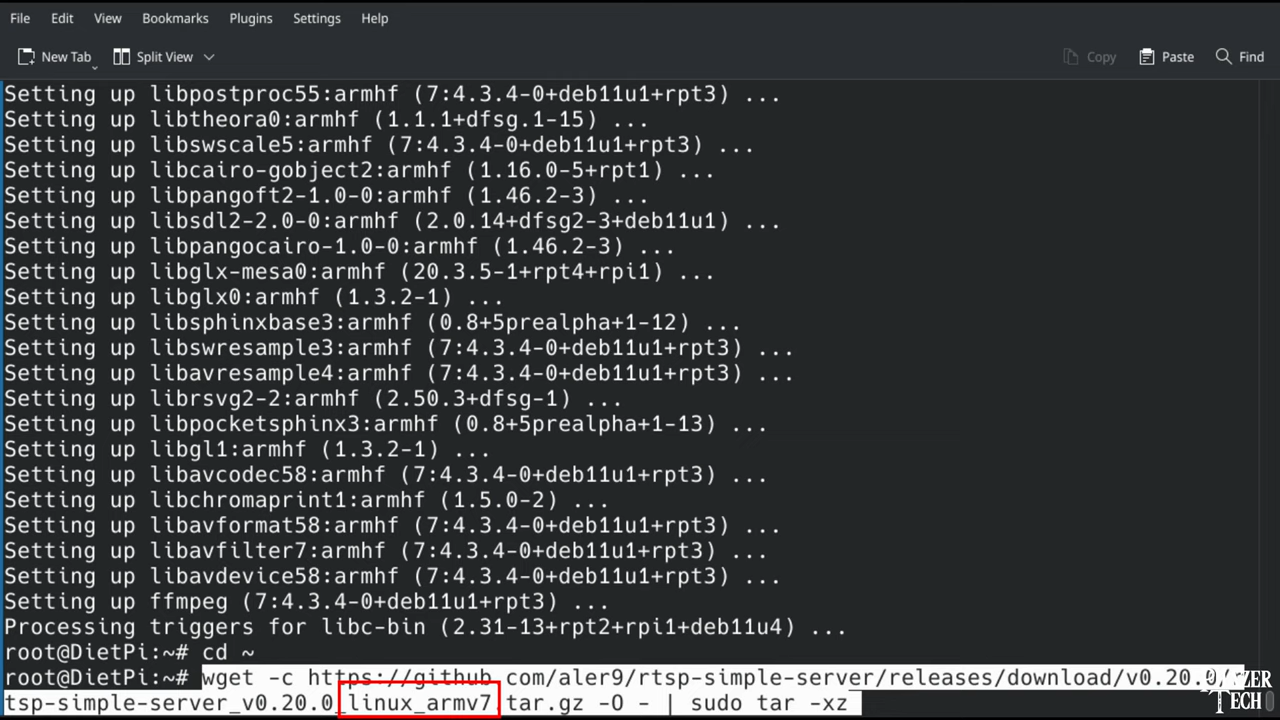 File Edit View Bookmarks Plugins Settings Help
New Tab Split View Copy Paste Find
Setting up libpostproc55:armhf (7:4.3.4-0+deb11u1+rpt3) ...
Setting up libtheora0:armhf (1.1.1+dfsg.1-15) ...
Setting up libswscale5:armhf (7:4.3.4-0+deb11u1+rpt3) ...
Setting up libcairo-gobject2:armhf (1.16.0-5+rpt1) ...
Setting up libpangoft2-1.0-0:armhf (1.46.2-3) ...
Setting up libsdl2-2.0-0:armhf (2.0.14+dfsg2-3+deb11u1) ...
Setting up libpangocairo-1.0-0:armhf (1.46.2-3) ...
Setting up libglx-mesa0:armhf (20.3.5-1+rpt4+rpi1) ...
Setting up libglx0:armhf (1.3.2-1) ...
Setting up libsphinxbase3:armhf (0.8+5prealpha+1-12) ...
Setting up libswresample3:armhf (7:4.3.4-0+deb11u1+rpt3) ...
Setting up libavresample4:armhf (7:4.3.4-0+deb11u1+rpt3) ...
Setting up librsvg2-2:armhf (2.50.3+dfsg-1) ...
Setting up libpocketsphinx3:armhf (0.8+5prealpha+1-13) ...
Setting up libgl1:armhf (1.3.2-1) ...
Setting up libavcodec58:armhf (7:4.3.4-0+deb11u1+rpt3) ...
Setting up libchromaprint1:armhf (1.5.0-2) ...
Setting up libavformat58:armhf (7:4.3.4-0+deb11u1+rpt3) ...
Setting up libavfilter7:armhf (7:4.3.4-0+deb11u1+rpt3) ...
Setting up libavdevice58:armhf (7:4.3.4-0+deb11u1+rpt3) ...
Setting up ffmpeg (7:4.3.4-0+deb11u1+rpt3) ...
Processing triggers for libc-bin (2.31-13+rpt2+rpi1+deb11u4) ...
root@DietPi:~# cd ~
root@DietPi:~# wget -c https://github.com/aler9/rtsp-simple-server/releases/download/v0.20.0/
tsp-simple-server_v0.20.0_linux_armv7.tar.gz -O - | sudo tar -xz
Tech